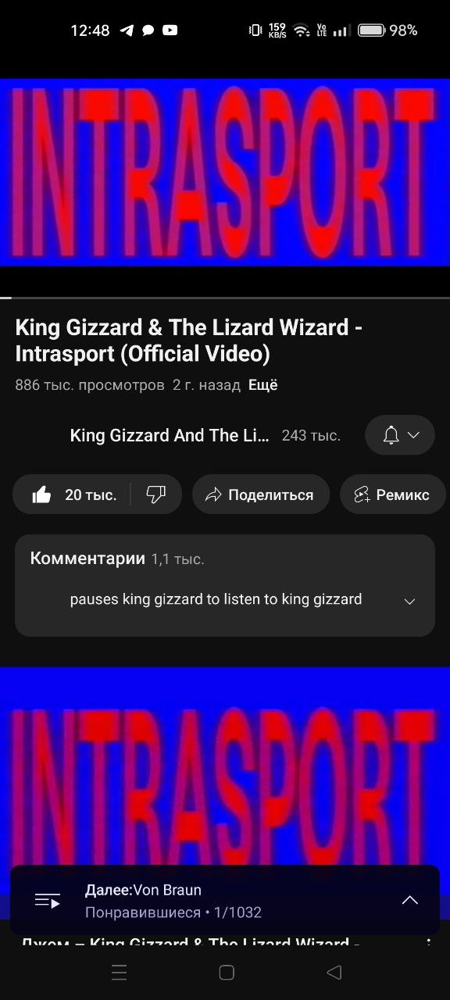 12:48
159 KB/S
Vo LTE
98%
INTRASPORT
King Gizzard & The Lizard Wizard -
Intrasport (Official Video)
886 тыс. просмотров 2 г. назад Ещё
King Gizzard And The Li... 243 тыс.
20 тыс. Поделиться Ремикс
Комментарии 1,1 тыс.
pauses king gizzard to listen to king gizzard
INTRASPORT
Далее:Von Braun
Понравившиеся • 1/1032
Джем – King Gizzard & The Lizard Wizard -